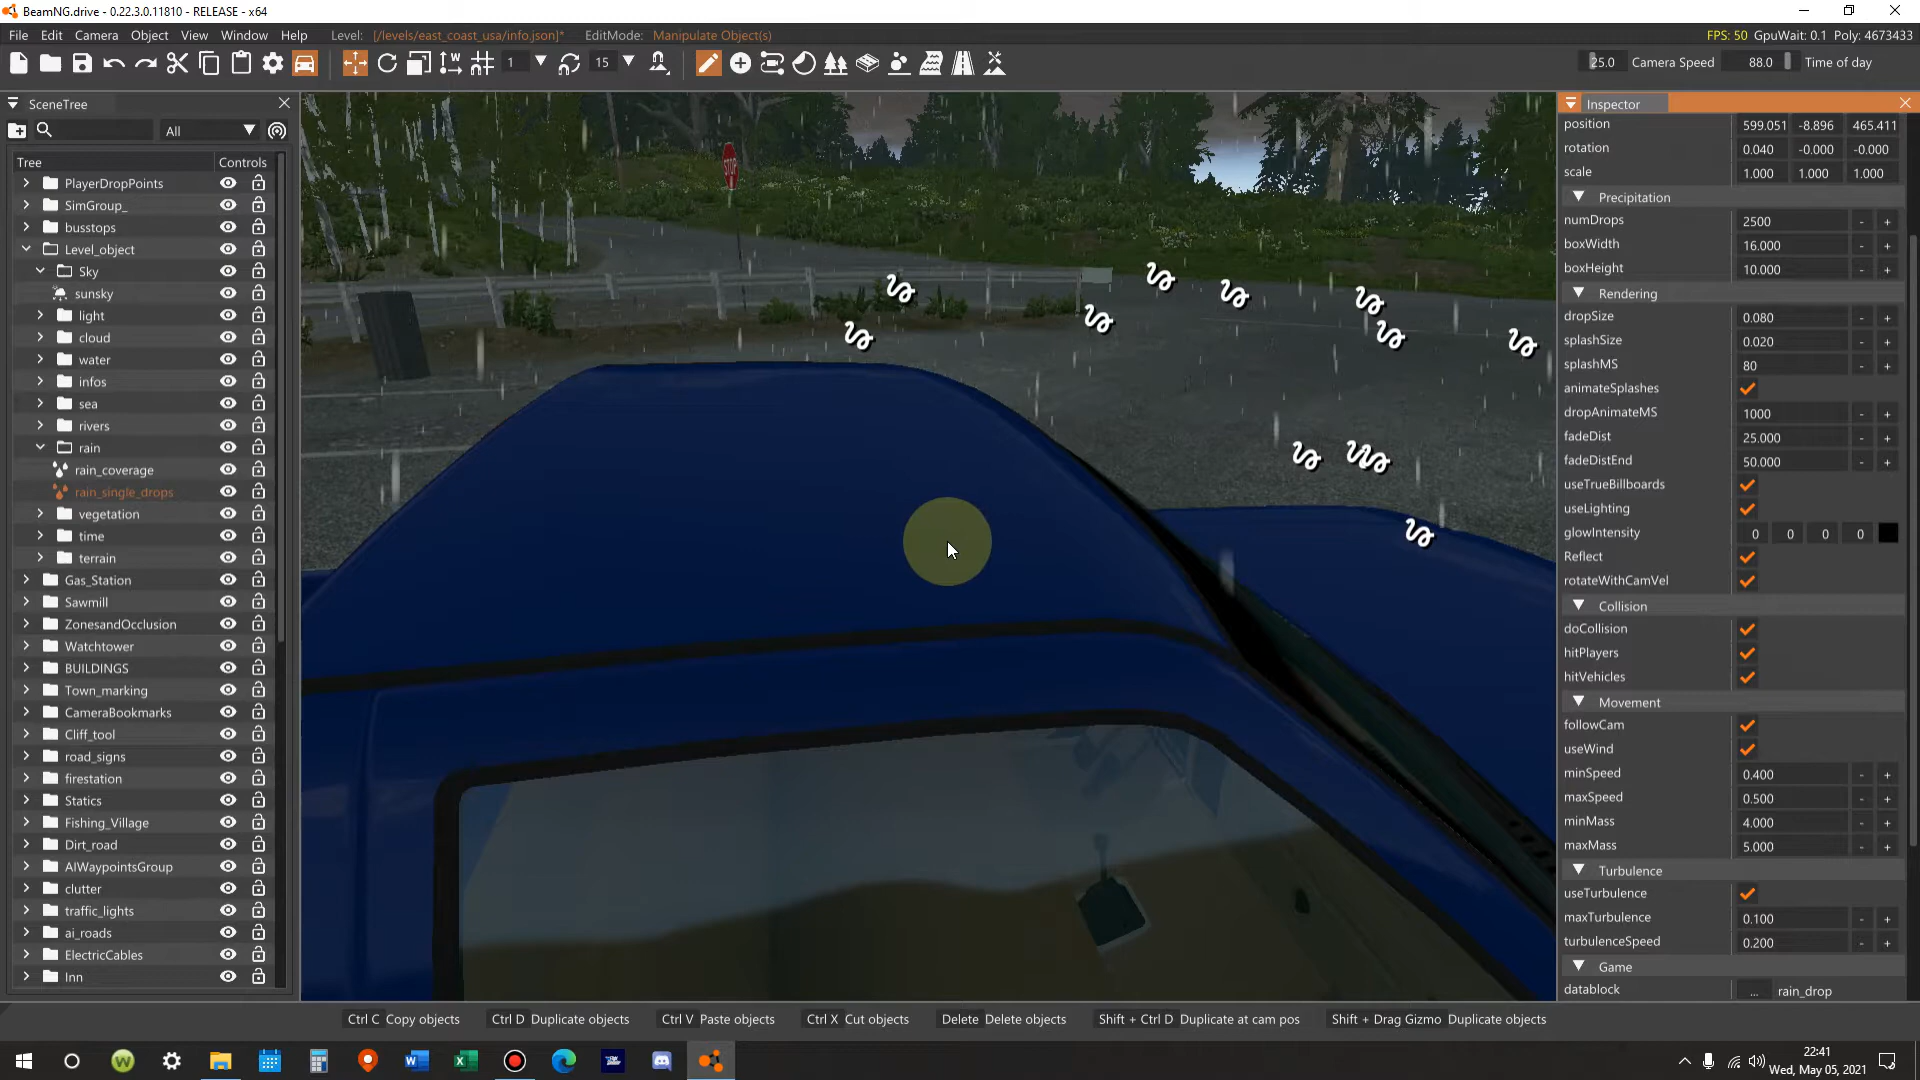 BeamNG.drive - 0.22.3.0.11810 - RELEASE - x64
File Edit Camera Object View Window Help Level: [/levels/east_coast_usa/info.json]* EditMode: Manipulate Object(s) FPS: 50 GpuWait: 0.1 Poly: 4673433
1 15 25.0 Camera Speed 88.0 Time of day
SceneTree
All
Tree Controls
PlayerDropPoints
SimGroup_
busstops
Level_object
Sky
sunsky
light
cloud
water
infos
sea
rivers
rain
rain_coverage
rain_single_drops
vegetation
time
terrain
Gas_Station
Sawmill
ZonesandOcclusion
Watchtower
BUILDINGS
Town_marking
CameraBookmarks
Cliff_tool
road_signs
firestation
Statics
Fishing_Village
Dirt_road
AIWaypointsGroup
clutter
traffic_lights
ai_roads
ElectricCables
Inn
STOP
Inspector
position 599.051 -8.896 465.411
rotation 0.040 -0.000 -0.000
scale 1.000 1.000 1.000
Precipitation
numDrops 2500 - +
boxWidth 16.000 - +
boxHeight 10.000 - +
Rendering
dropSize 0.080 - +
splashSize 0.020 - +
splashMS 80 - +
animateSplashes
dropAnimateMS 1000 - +
fadeDist 25.000 - +
fadeDistEnd 50.000 - +
useTrueBillboards
useLighting
glowIntensity 0 0 0 0
Reflect
rotateWithCamVel
Collision
doCollision
hitPlayers
hitVehicles
Movement
followCam
useWind
minSpeed 0.400 - +
maxSpeed 0.500 - +
minMass 4.000 - +
maxMass 5.000 - +
Turbulence
useTurbulence
maxTurbulence 0.100 - +
turbulenceSpeed 0.200 - +
Game
datablock ... rain_drop
Ctrl C Copy objects Ctrl D Duplicate objects Ctrl V Paste objects Ctrl X Cut objects Delete Delete objects Shift + Ctrl D Duplicate at cam pos Shift + Drag Gizmo Duplicate objects
22:41
Wed, May 05, 2021